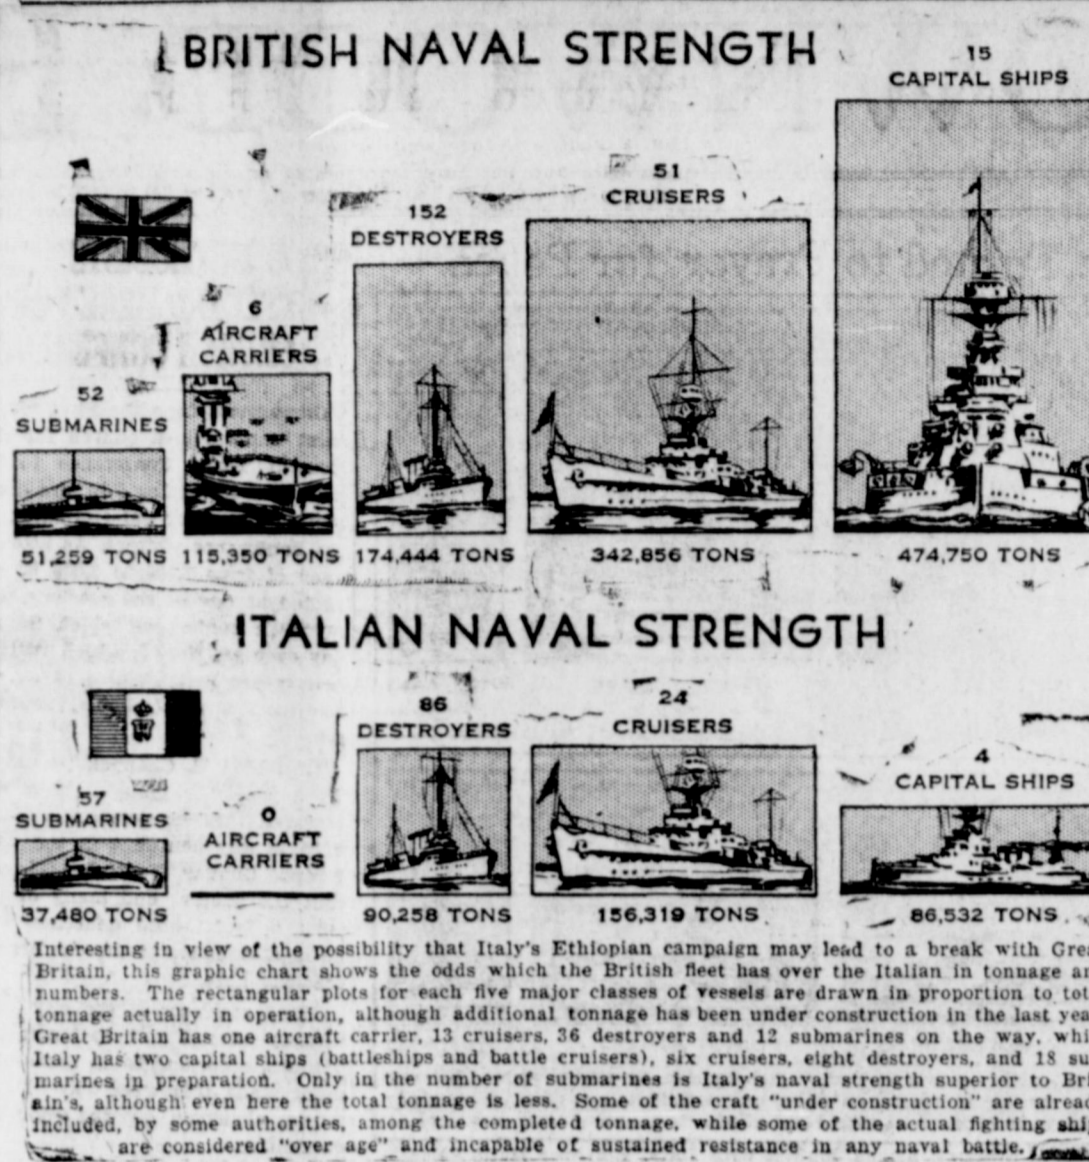 BRITISH NAVAL STRENGTH
15
CAPITAL SHIPS
51
CRUISERS
152
DESTROYERS
6
AIRCRAFT
CARRIERS
52
SUBMARINES
51,259 TONS 115,350 TONS 174,444 TONS 342,856 TONS 474,750 TONS
ITALIAN NAVAL STRENGTH
86
DESTROYERS
24
CRUISERS
4
CAPITAL SHIPS
57
SUBMARINES
0
AIRCRAFT
CARRIERS
37,480 TONS 90,258 TONS 156,319 TONS 86,532 TONS
Interesting in view of the possibility that Italy's Ethiopian campaign may lead to a break with Grea
Britain, this graphic chart shows the odds which the British fleet has over the Italian in tonnage an
numbers. The rectangular plots for each five major classes of vessels are drawn in proportion to tot
tonnage actually in operation, although additional tonnage has been under construction in the last yea
Great Britain has one aircraft carrier, 13 cruisers, 36 destroyers and 12 submarines on the way, whi
Italy has two capital ships (battleships and battle cruisers), six cruisers, eight destroyers, and 18 su
marines in preparation. Only in the number of submarines is Italy's naval strength superior to Bri
ain's, although even here the total tonnage is less. Some of the craft "under construction" are alread
included, by some authorities, among the completed tonnage, while some of the actual fighting ship
are considered "over age" and incapable of sustained resistance in any naval battle.